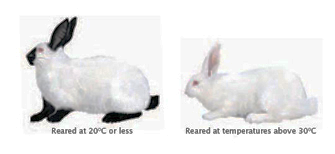 Reared at 20ºC or less
Reared at temperatures above 30ºC